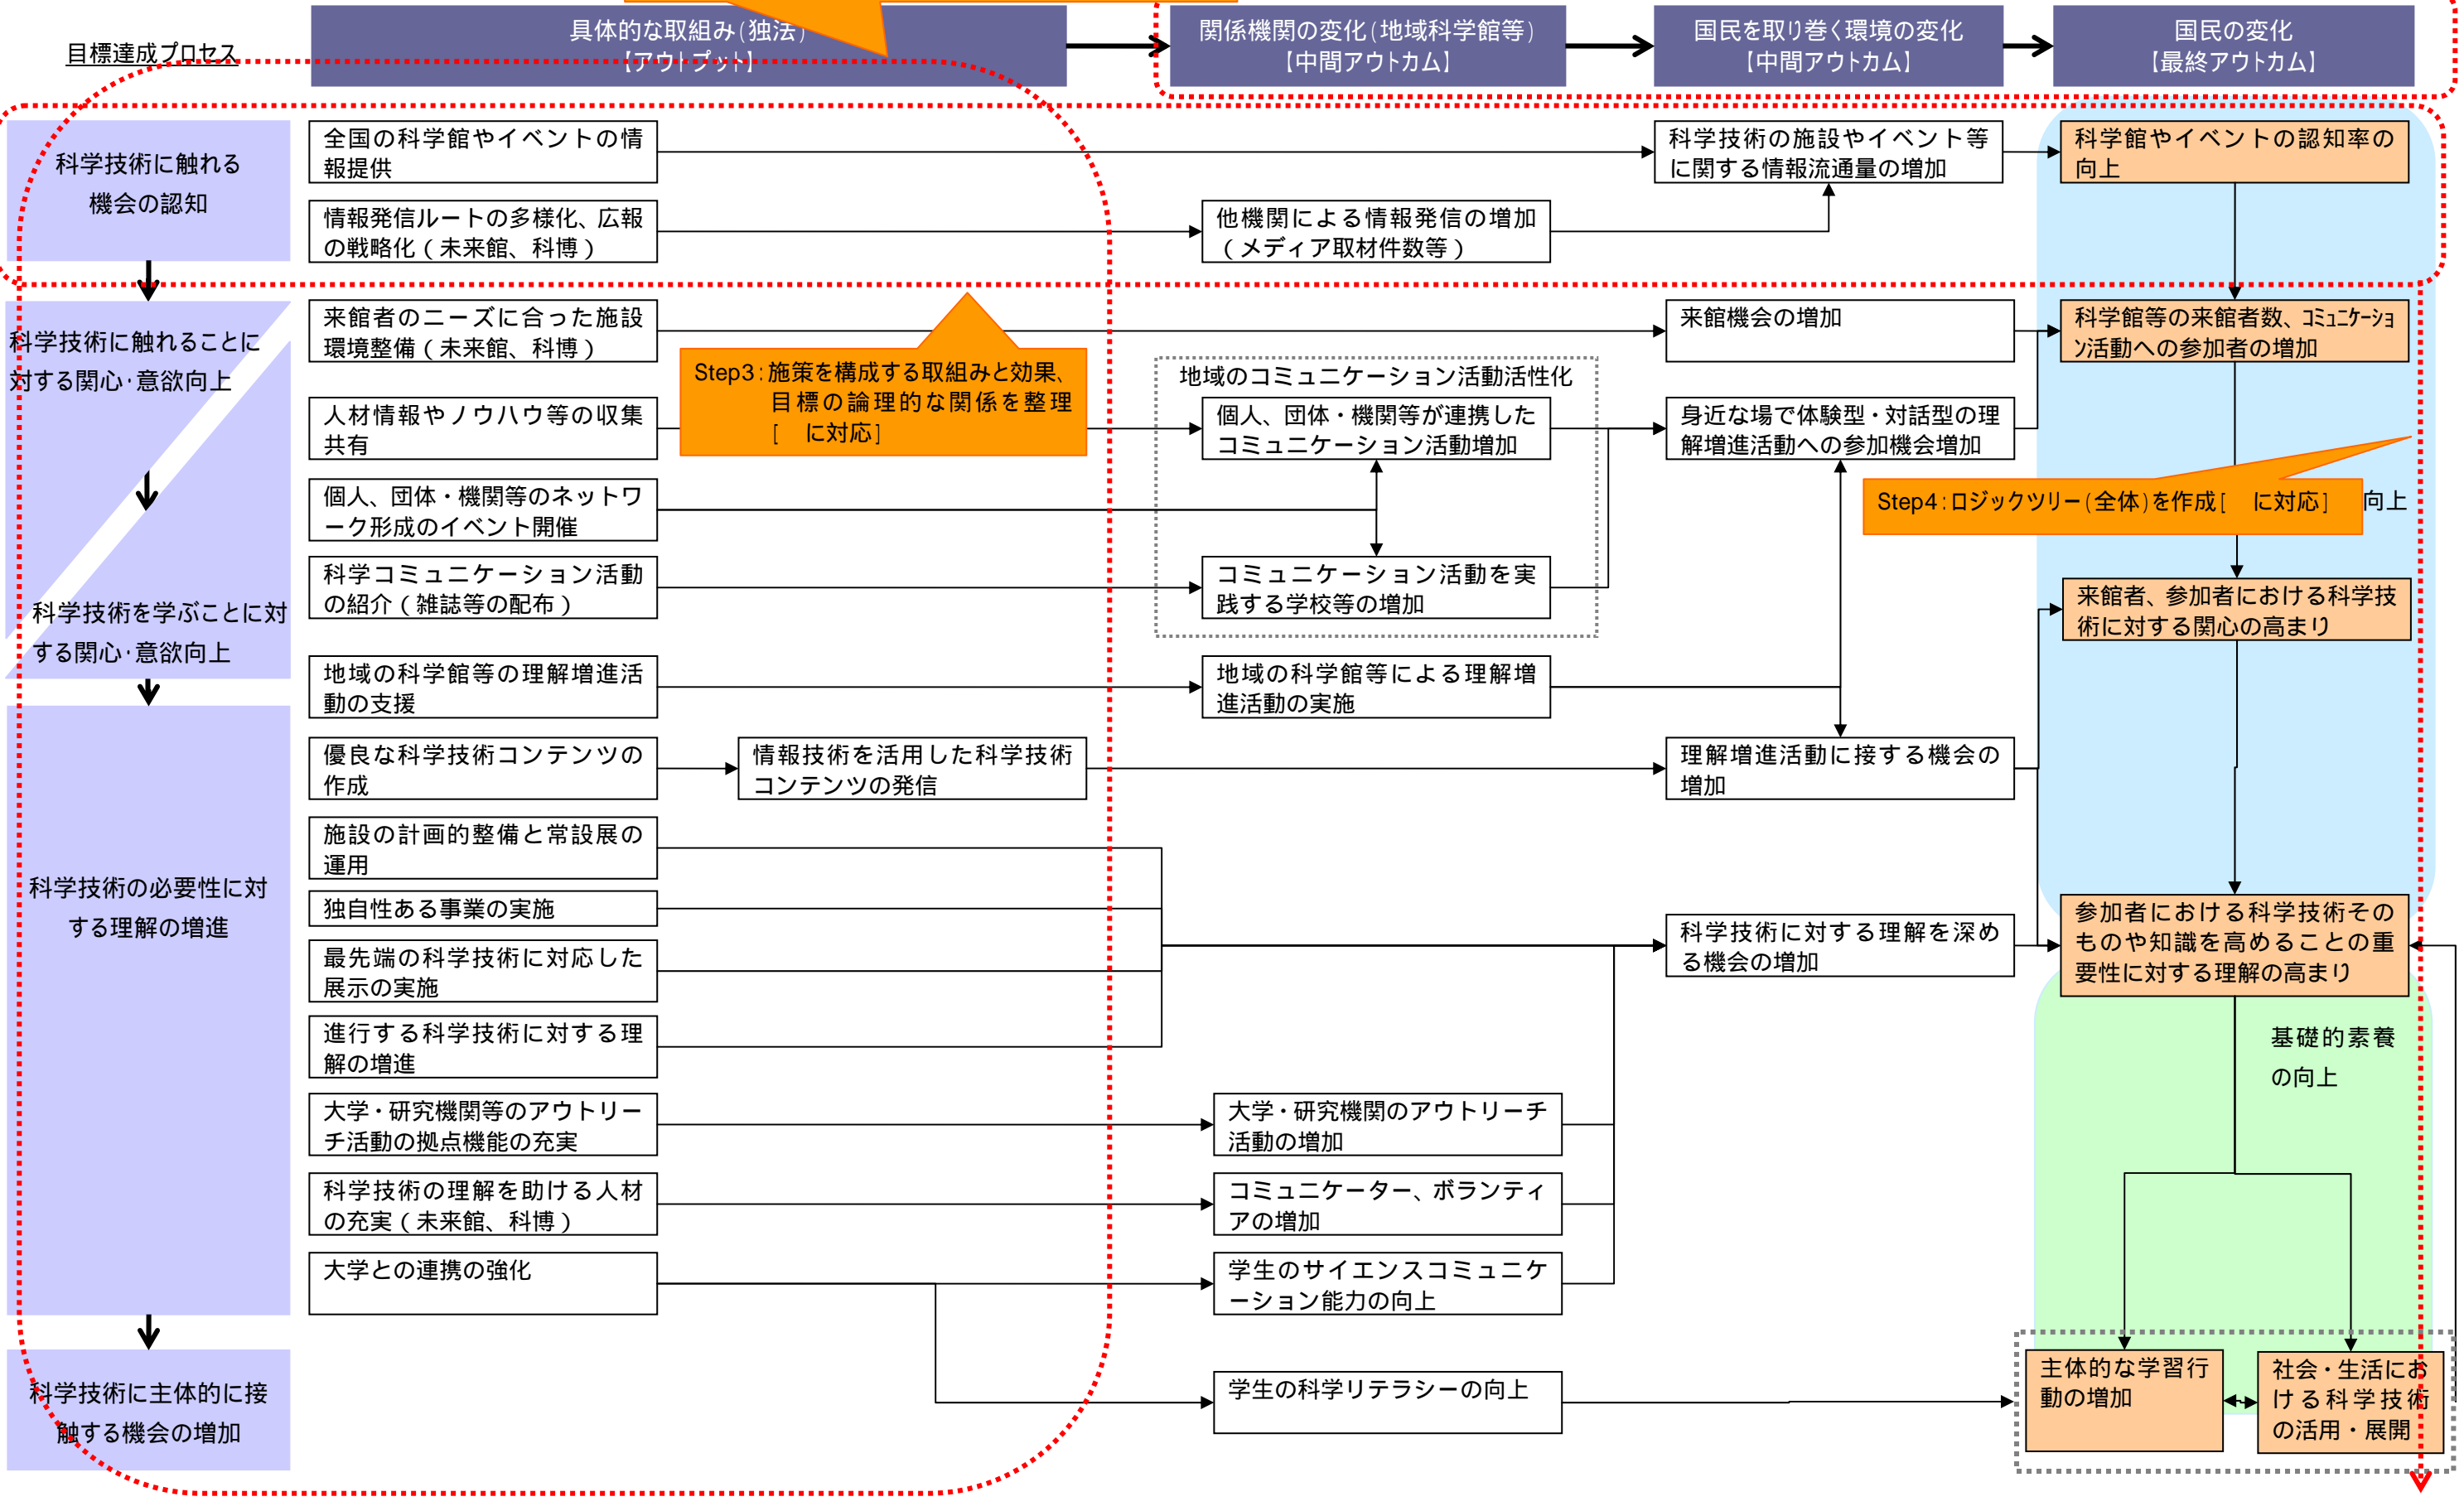 目標達成プロセス
具体的な取組み(独法)
【アウトプット】
関係機関の変化(地域科学館等)
【中間アウトカム】
国民を取り巻く環境の変化
【中間アウトカム】
国民の変化
【最終アウトカム】
科学技術に触れる
機会の認知
全国の科学館やイベントの情
報提供
科学技術の施設やイベント等
に関する情報流通量の増加
科学館やイベントの認知率の
向上
情報発信ルートの多様化、広報
の戦略化(未来館、科博)
他機関による情報発信の増加
(メディア取材件数等)
科学技術に触れることに
対する関心・意欲向上
来館者のニーズに合った施設
環境整備(未来館、科博)
来館機会の増加
科学館等の来館者数、コミュニケーショ
ン活動への参加者の増加
Step3:施策を構成する取組みと効果、
目標の論理的な関係を整理
[ に対応]
地域のコミュニケーション活動活性化
人材情報やノウハウ等の収集
共有
個人、団体・機関等が連携した
コミュニケーション活動増加
身近な場で体験型・対話型の理
解増進活動への参加機会増加
個人、団体・機関等のネットワ
ーク形成のイベント開催
Step4:ロジックツリー(全体)を作成[ に対応]
向上
科学コミュニケーション活動
の紹介(雑誌等の配布)
コミュニケーション活動を実
践する学校等の増加
来館者、参加者における科学技
術に対する関心の高まり
科学技術を学ぶことに対
する関心・意欲向上
地域の科学館等の理解増進活
動の支援
地域の科学館等による理解増
進活動の実施
優良な科学技術コンテンツの
作成
情報技術を活用した科学技術
コンテンツの発信
理解増進活動に接する機会の
増加
科学技術の必要性に対
する理解の増進
施設の計画的整備と常設展の
運用
独自性ある事業の実施
最先端の科学技術に対応した
展示の実施
進行する科学技術に対する理
解の増進
科学技術に対する理解を深め
る機会の増加
参加者における科学技術その
ものや知識を高めることの重
要性に対する理解の高まり
基礎的素養
の向上
大学・研究機関等のアウトリー
チ活動の拠点機能の充実
大学・研究機関のアウトリーチ
活動の増加
科学技術の理解を助ける人材
の充実(未来館、科博)
コミュニケーター、ボランティ
アの増加
大学との連携の強化
学生のサイエンスコミュニケ
ーション能力の向上
科学技術に主体的に接
触する機会の増加
学生の科学リテラシーの向上
主体的な学習行
動の増加
社会・生活にお
ける科学技術
の活用・展開